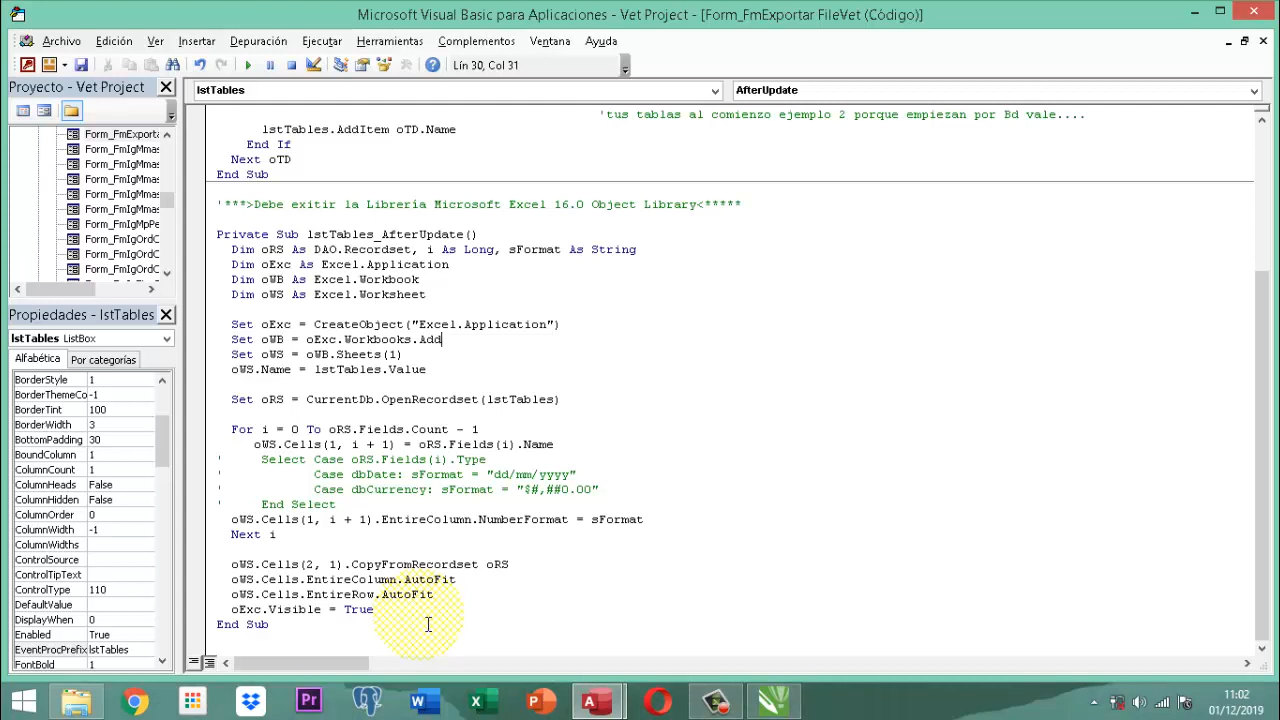 Microsoft Visual Basic para Aplicaciones - Vet Project - [Form_FmExportar FileVet (Código)]
Archivo Edición Ver Insertar Depuración Ejecutar Herramientas Complementos Ventana Ayuda
Lín 30, Col 31
Proyecto - Vet Project
lstTables
AfterUpdate
Form_FmExporta
Form_FmIgMmas
Form_FmIgMmas
Form_FmIgMmas
Form_FmIgMmas
Form_FmIgMmas
Form_FmIgMpPe
Form_FmIgOrdC
Form_FmIgOrdC
Form_FmIgOrdC
Propiedades - lstTables
lstTables ListBox
Alfabética
Por categorías
BorderStyle 1
BorderThemeCo -1
BorderTint 100
BorderWidth 3
BottomPadding 30
BoundColumn 1
ColumnCount 1
ColumnHeads False
ColumnHidden False
ColumnOrder 0
ColumnWidth -1
ColumnWidths
ControlSource
ControlTipText
ControlType 110
DefaultValue
DisplayWhen 0
Enabled True
EventProcPrefix lstTables
FontBold 1
'tus tablas al comienzo ejemplo 2 porque empiezan por Bd vale....
lstTables.AddItem oTD.Name
End If
Next oTD
End Sub
'***>Debe exitir la Librería Microsoft Excel 16.0 Object Library<*****
Private Sub lstTables_AfterUpdate()
Dim oRS As DAO.Recordset, i As Long, sFormat As String
Dim oExc As Excel.Application
Dim oWB As Excel.Workbook
Dim oWS As Excel.Worksheet
Set oExc = CreateObject("Excel.Application")
Set oWB = oExc.Workbooks.Add
Set oWS = oWB.Sheets(1)
oWS.Name = lstTables.Value
Set oRS = CurrentDb.OpenRecordset(lstTables)
For i = 0 To oRS.Fields.Count - 1
oWS.Cells(1, i + 1) = oRS.Fields(i).Name
' Select Case oRS.Fields(i).Type
' Case dbDate: sFormat = "dd/mm/yyyy"
' Case dbCurrency: sFormat = "$#,##0.00"
' End Select
oWS.Cells(1, i + 1).EntireColumn.NumberFormat = sFormat
Next i
oWS.Cells(2, 1).CopyFromRecordset oRS
oWS.Cells.EntireColumn.AutoFit
oWS.Cells.EntireRow.AutoFit
oExc.Visible = True
End Sub
11:02
01/12/2019